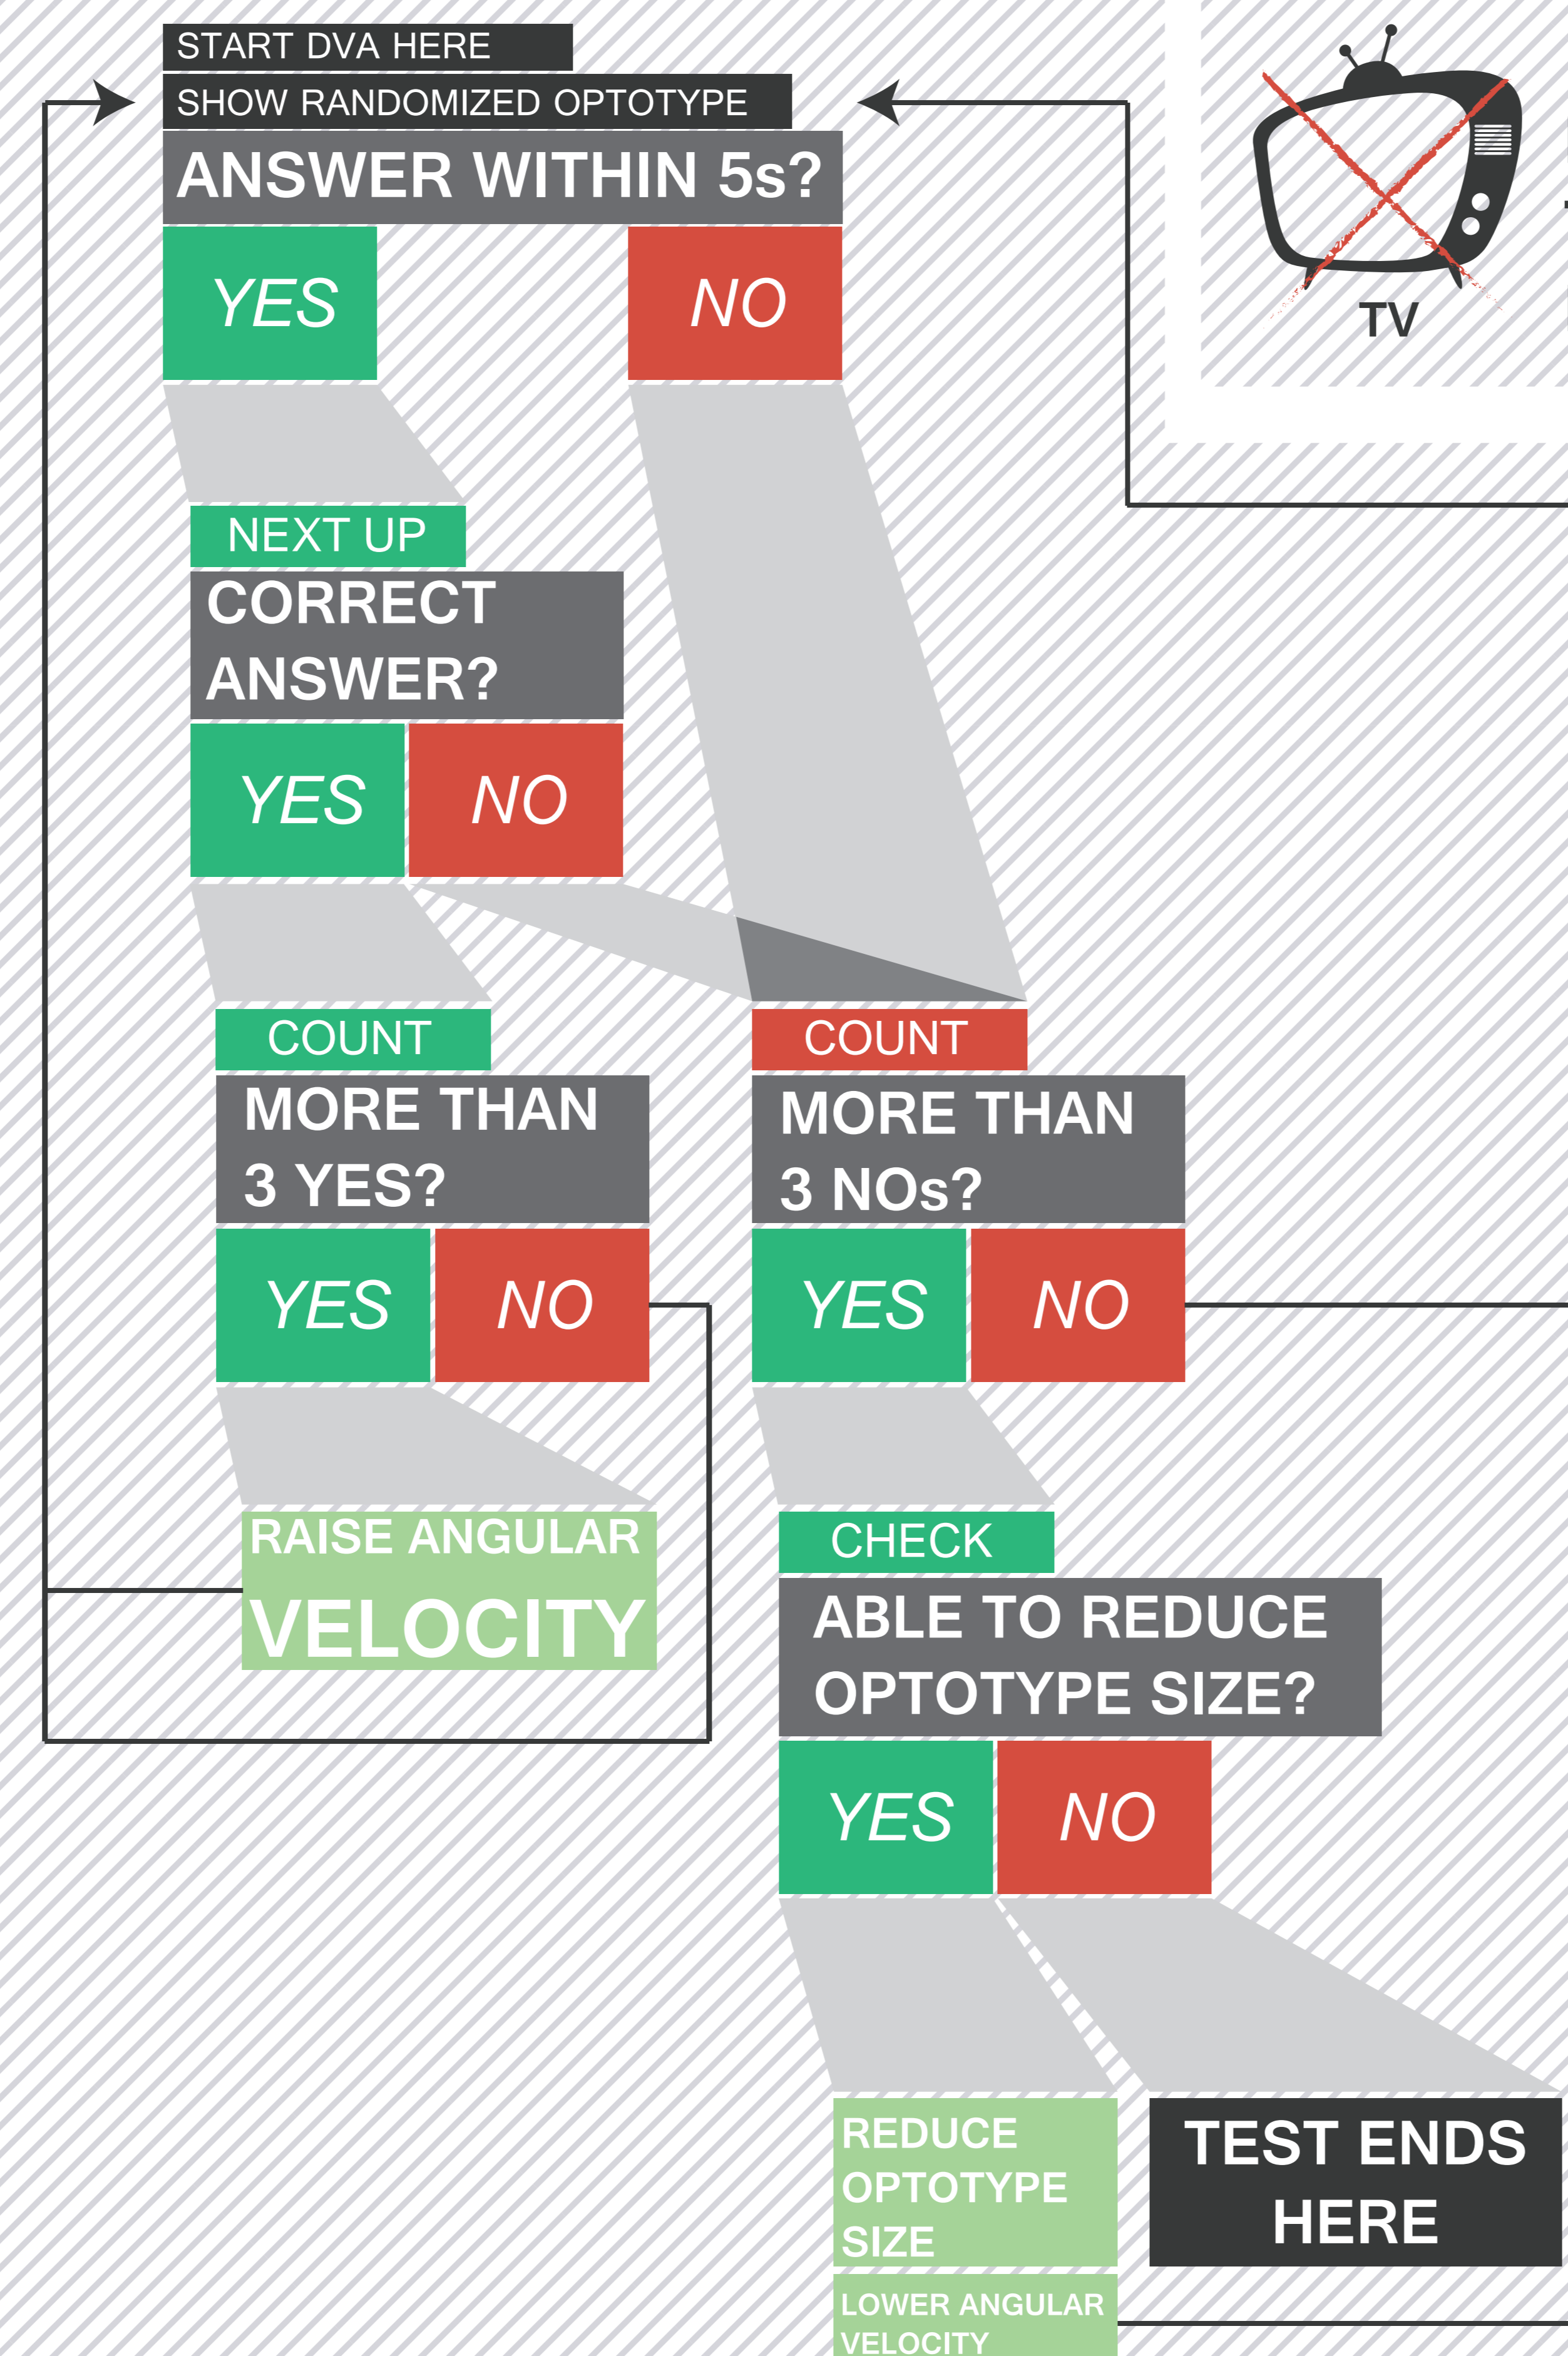 START DVA HERE
SHOW RANDOMIZED OPTOTYPE
ANSWER WITHIN 5s?
YES
NO
TV
NEXT UP
CORRECT
ANSWER?
YES
NO
COUNT
MORE THAN
3 YES?
YES
NO
COUNT
MORE THAN
3 NOs?
YES
NO
RAISE ANGULAR
VELOCITY
CHECK
ABLE TO REDUCE
OPTOTYPE SIZE?
YES
NO
REDUCE
OPTOTYPE
SIZE
LOWER ANGULAR
VELOCITY
TEST ENDS
HERE